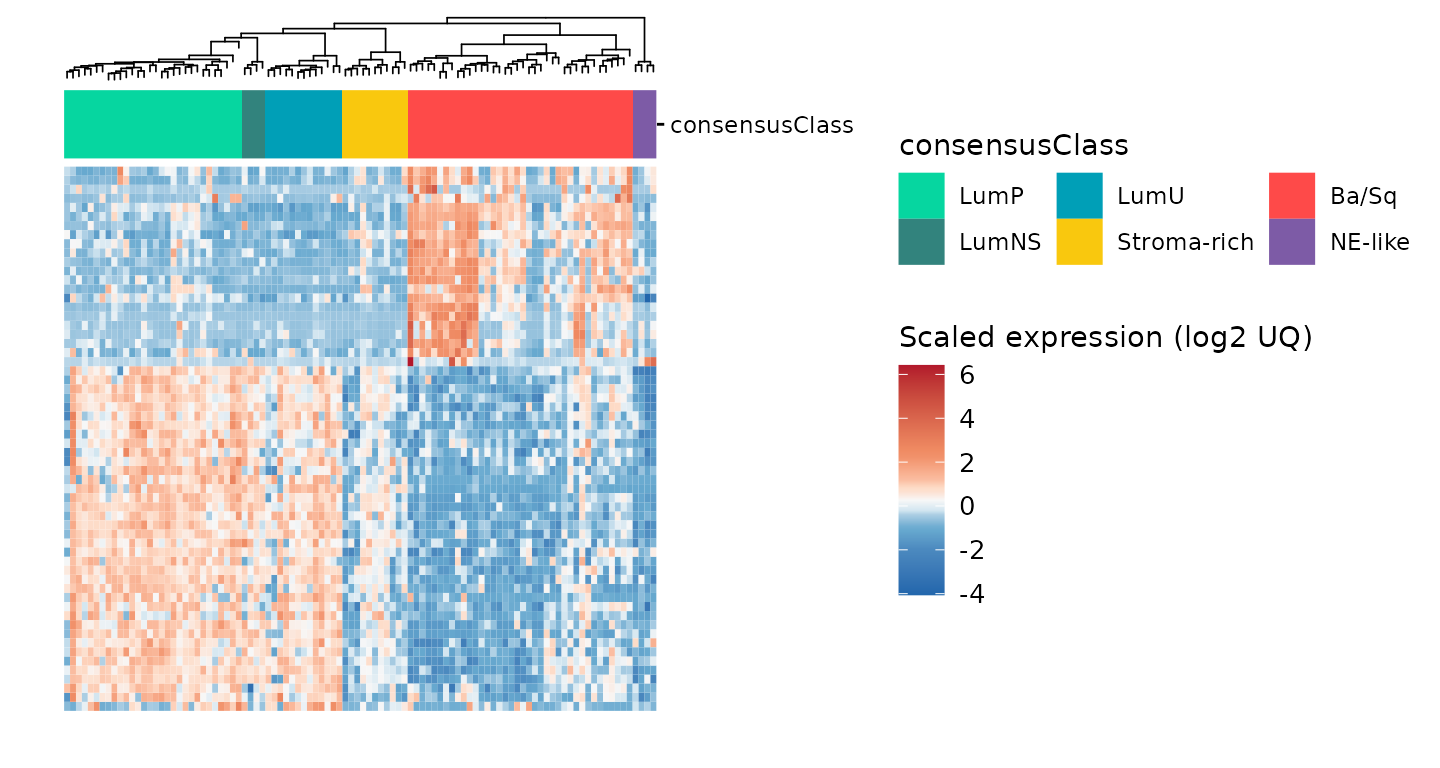 consensusClass
consensusClass
LumP
LumU
Ba/Sq
LumNS
Stroma-rich
NE-like
Scaled expression (log2 UQ)
6
4
2
0
-2
-4